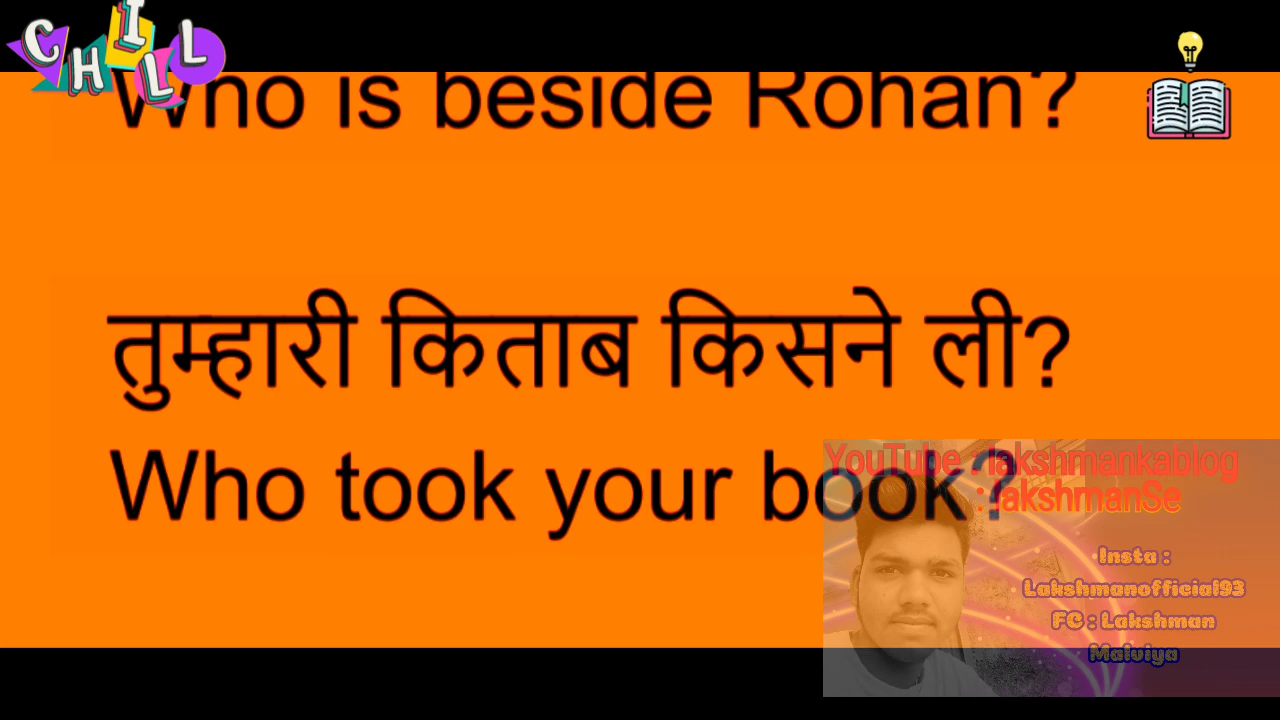 CHILL
Who is beside Rohan?
तुम्हारी किताब किसने ली?
Who took your book?
YouTube : lakshmankablog
: lakshmanSe
Insta :
Lakshmanofficial93
FC : Lakshman
Malviya